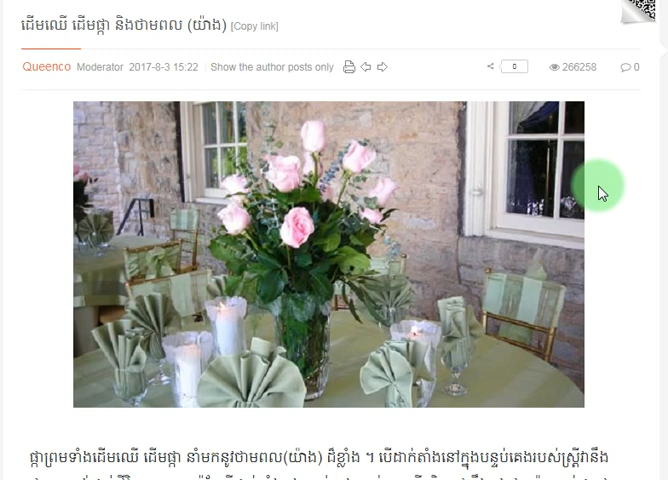 ដើមឈើ ដើមផ្កា និងថាមពល (យ៉ាង) [Copy link]
Queenco Moderator 2017-8-3 15:22 Show the author posts only 0 266258 0
ផ្កាព្រមទាំងដើមឈើ ដើមផ្កា នាំមកនូវថាមពល(យ៉ាង) ដ៏ខ្លាំង ។ បើដាក់តាំងនៅក្នុងបន្ទប់គេងរបស់ស្ត្រីវានឹង